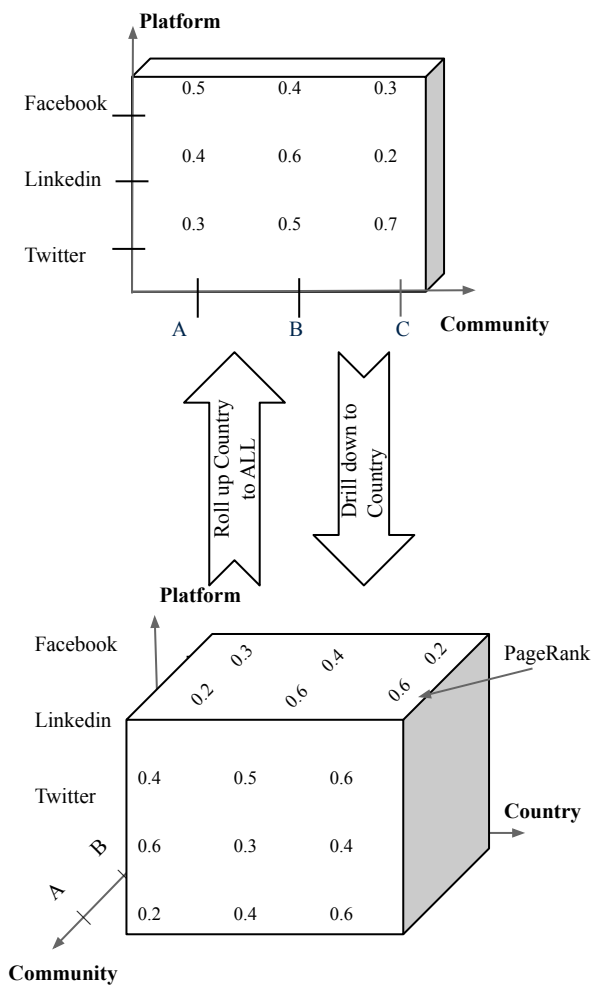 Platform
Facebook
0.5 0.4 0.3
Linkedin
0.4 0.6 0.2
Twitter
0.3 0.5 0.7
A B C
Community
Roll up Country
to ALL
Drill down to
Country
Platform
Facebook
0.3 0.4 0.2
PageRank
0.2 0.6 0.6
Linkedin
0.4 0.5 0.6
Twitter
Country
0.6 0.3 0.4
B
A
0.2 0.4 0.6
Community